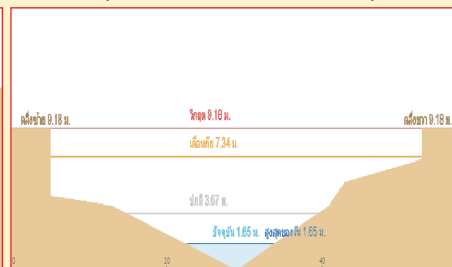 วิกฤต 9.18 ม.
ตลิ่งซ้าย 9.18 ม.
ตลิ่งขวา 9.18 ม.
เตือนภัย 7.34 ม.
ปกติ 3.67 ม.
ปัจจุบัน 1.65 ม. สูงสุดของวัน 1.65 ม.
0 20 40